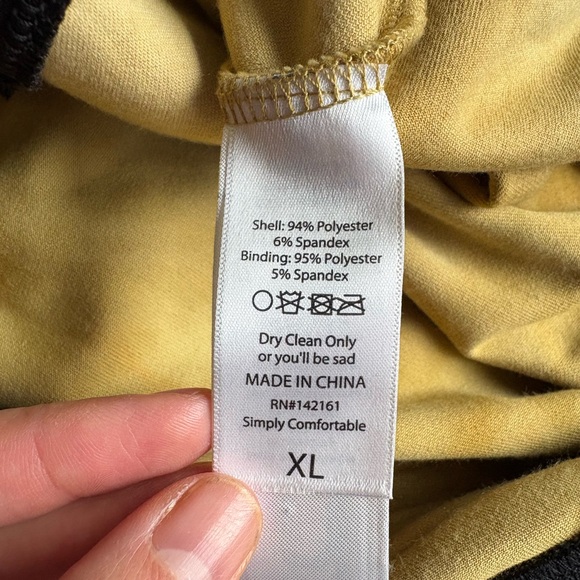 Shell: 94% Polyester
6% Spandex
Binding: 95% Polyester
5% Spandex
Dry Clean Only
or you'll be sad
MADE IN CHINA
RN#142161
Simply Comfortable
XL